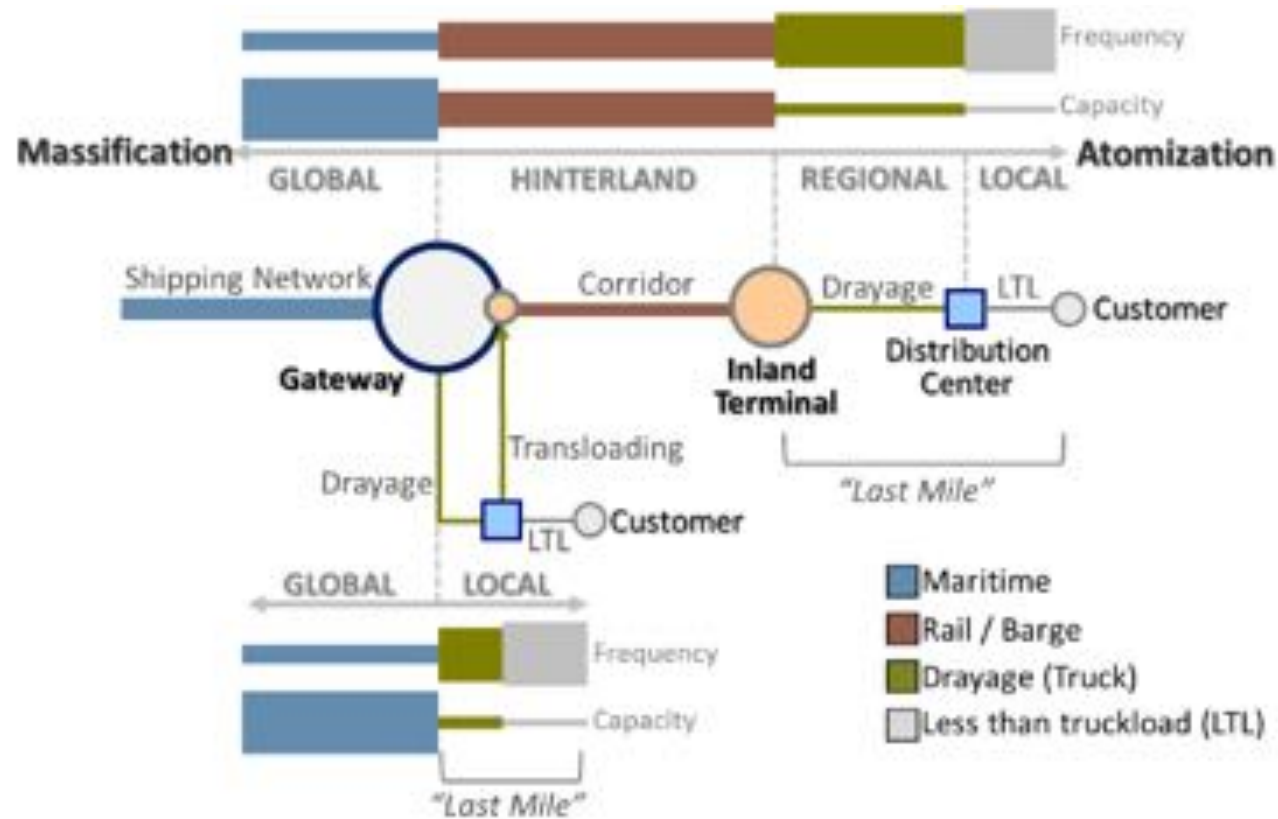 Frequency
Capacity
Massification
Atomization
GLOBAL
HINTERLAND
REGIONAL
LOCAL
Shipping Network
Corridor
Drayage
LTL
Customer
Gateway
Inland
Terminal
Distribution
Center
Transloading
"Last Mile"
Drayage
LTL
Customer
GLOBAL
LOCAL
Maritime
Rail / Barge
Drayage (Truck)
Less than truckload (LTL)
Frequency
Capacity
"Last Mile"